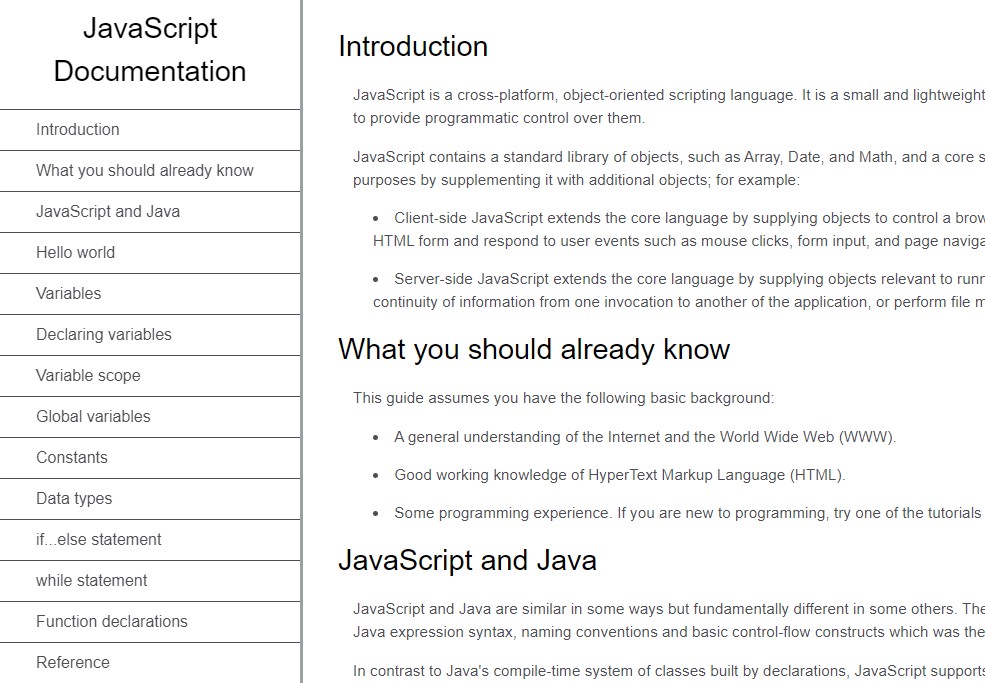 JavaScript
Documentation
Introduction
What you should already know
JavaScript and Java
Hello world
Variables
Declaring variables
Variable scope
Global variables
Constants
Data types
if...else statement
while statement
Function declarations
Reference
Introduction
JavaScript is a cross-platform, object-oriented scripting language. It is a small and lightweight
to provide programmatic control over them.
JavaScript contains a standard library of objects, such as Array, Date, and Math, and a core s
purposes by supplementing it with additional objects; for example:
• Client-side JavaScript extends the core language by supplying objects to control a brow
HTML form and respond to user events such as mouse clicks, form input, and page naviga
• Server-side JavaScript extends the core language by supplying objects relevant to runn
continuity of information from one invocation to another of the application, or perform file m
What you should already know
This guide assumes you have the following basic background:
• A general understanding of the Internet and the World Wide Web (WWW).
• Good working knowledge of HyperText Markup Language (HTML).
• Some programming experience. If you are new to programming, try one of the tutorials
JavaScript and Java
JavaScript and Java are similar in some ways but fundamentally different in some others. The
Java expression syntax, naming conventions and basic control-flow constructs which was the
In contrast to Java's compile-time system of classes built by declarations, JavaScript supports